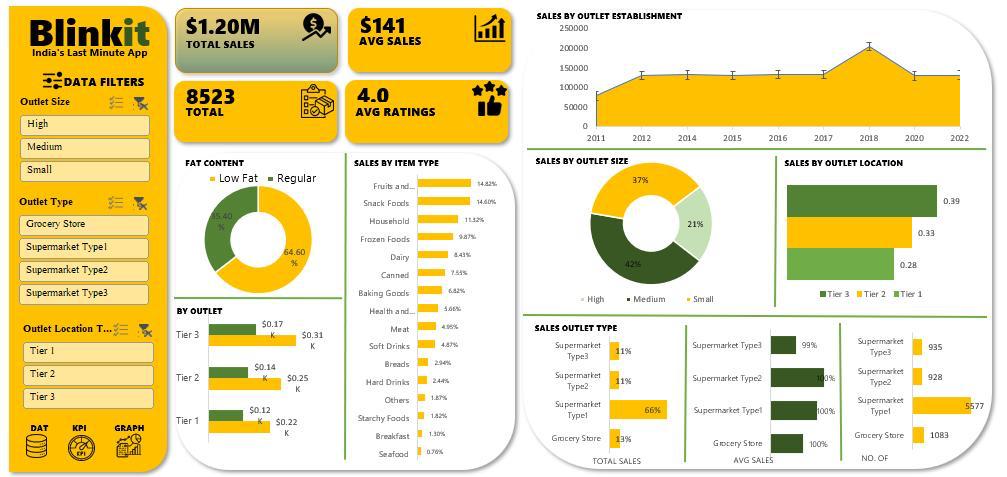 Blinkit
India's Last Minute App
DATA FILTERS
Outlet Size
High
Medium
Small
Outlet Type
Grocery Store
Supermarket Type1
Supermarket Type2
Supermarket Type3
Outlet Location T...
Tier 1
Tier 2
Tier 3
DAT
KPI
GRAPH
KPI
$1.20M
TOTAL SALES
$141
AVG SALES
8523
TOTAL
4.0
AVG RATINGS
FAT CONTENT
Low Fat
Regular
35.40
%
64.60
%
BY OUTLET
Tier 3
$0.17
K
$0.31
K
Tier 2
$0.14
K
$0.25
K
Tier 1
$0.12
K
$0.22
K
SALES BY ITEM TYPE
Fruits and... 14.82%
Snack Foods 14.60%
Household 11.32%
Frozen Foods 9.87%
Dairy 8.43%
Canned 7.55%
Baking Goods 6.82%
Health and... 5.66%
Meat 4.95%
Soft Drinks 4.87%
Breads 2.94%
Hard Drinks 2.44%
Others 1.87%
Starchy Foods 1.82%
Breakfast 1.30%
Seafood 0.76%
SALES BY OUTLET ESTABLISHMENT
250000
200000
150000
100000
50000
0
2011 2012 2014 2015 2016 2017 2018 2020 2022
SALES BY OUTLET SIZE
37%
21%
42%
High Medium Small
SALES BY OUTLET LOCATION
0.39
0.33
0.28
Tier 3 Tier 2 Tier 1
SALES OUTLET TYPE
Supermarket
Type3
11%
Supermarket
Type2
11%
Supermarket
Type1
66%
Grocery Store 13%
TOTAL SALES
Supermarket Type3 99%
Supermarket Type2 100%
Supermarket Type1 100%
Grocery Store 100%
AVG SALES
Supermarket
Type3
935
Supermarket
Type2
928
Supermarket
Type1
5577
Grocery Store 1083
NO. OF